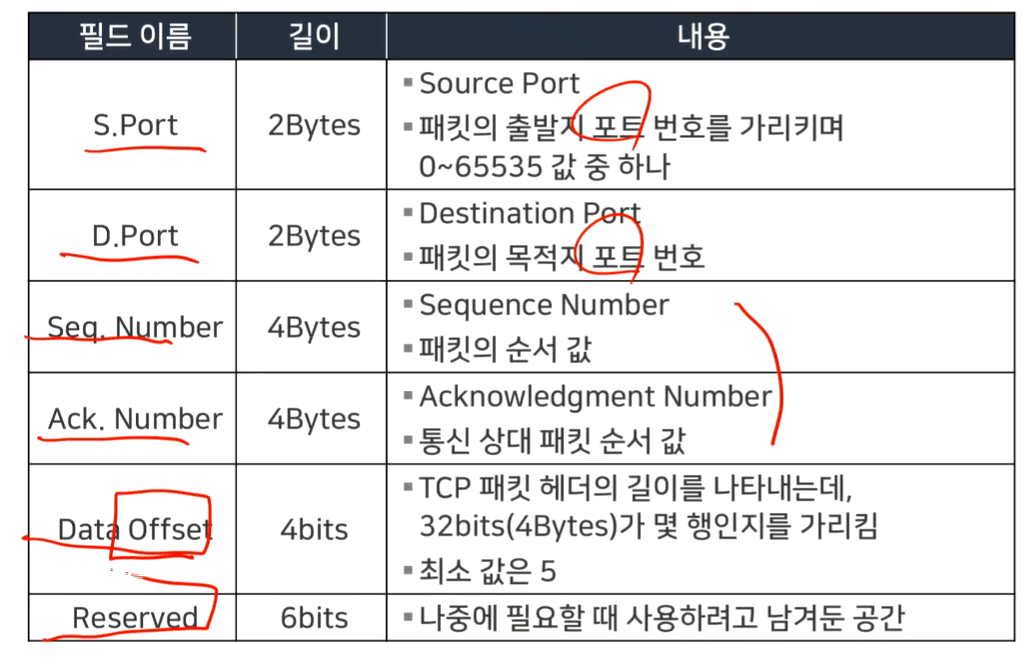 필드 이름 길이 내용
S.Port 2Bytes
▪ Source Port
▪ 패킷의 출발지 포트 번호를 가리키며
0~65535 값 중 하나
D.Port 2Bytes
▪ Destination Port
▪ 패킷의 목적지 포트 번호
Seq. Number 4Bytes
▪ Sequence Number
▪ 패킷의 순서 값
Ack. Number 4Bytes
▪ Acknowledgment Number
▪ 통신 상대 패킷 순서 값
Data Offset 4bits
▪ TCP 패킷 헤더의 길이를 나타내는데,
32bits(4Bytes)가 몇 행인지를 가리킴
▪ 최소 값은 5
Reserved 6bits
▪ 나중에 필요할 때 사용하려고 남겨둔 공간